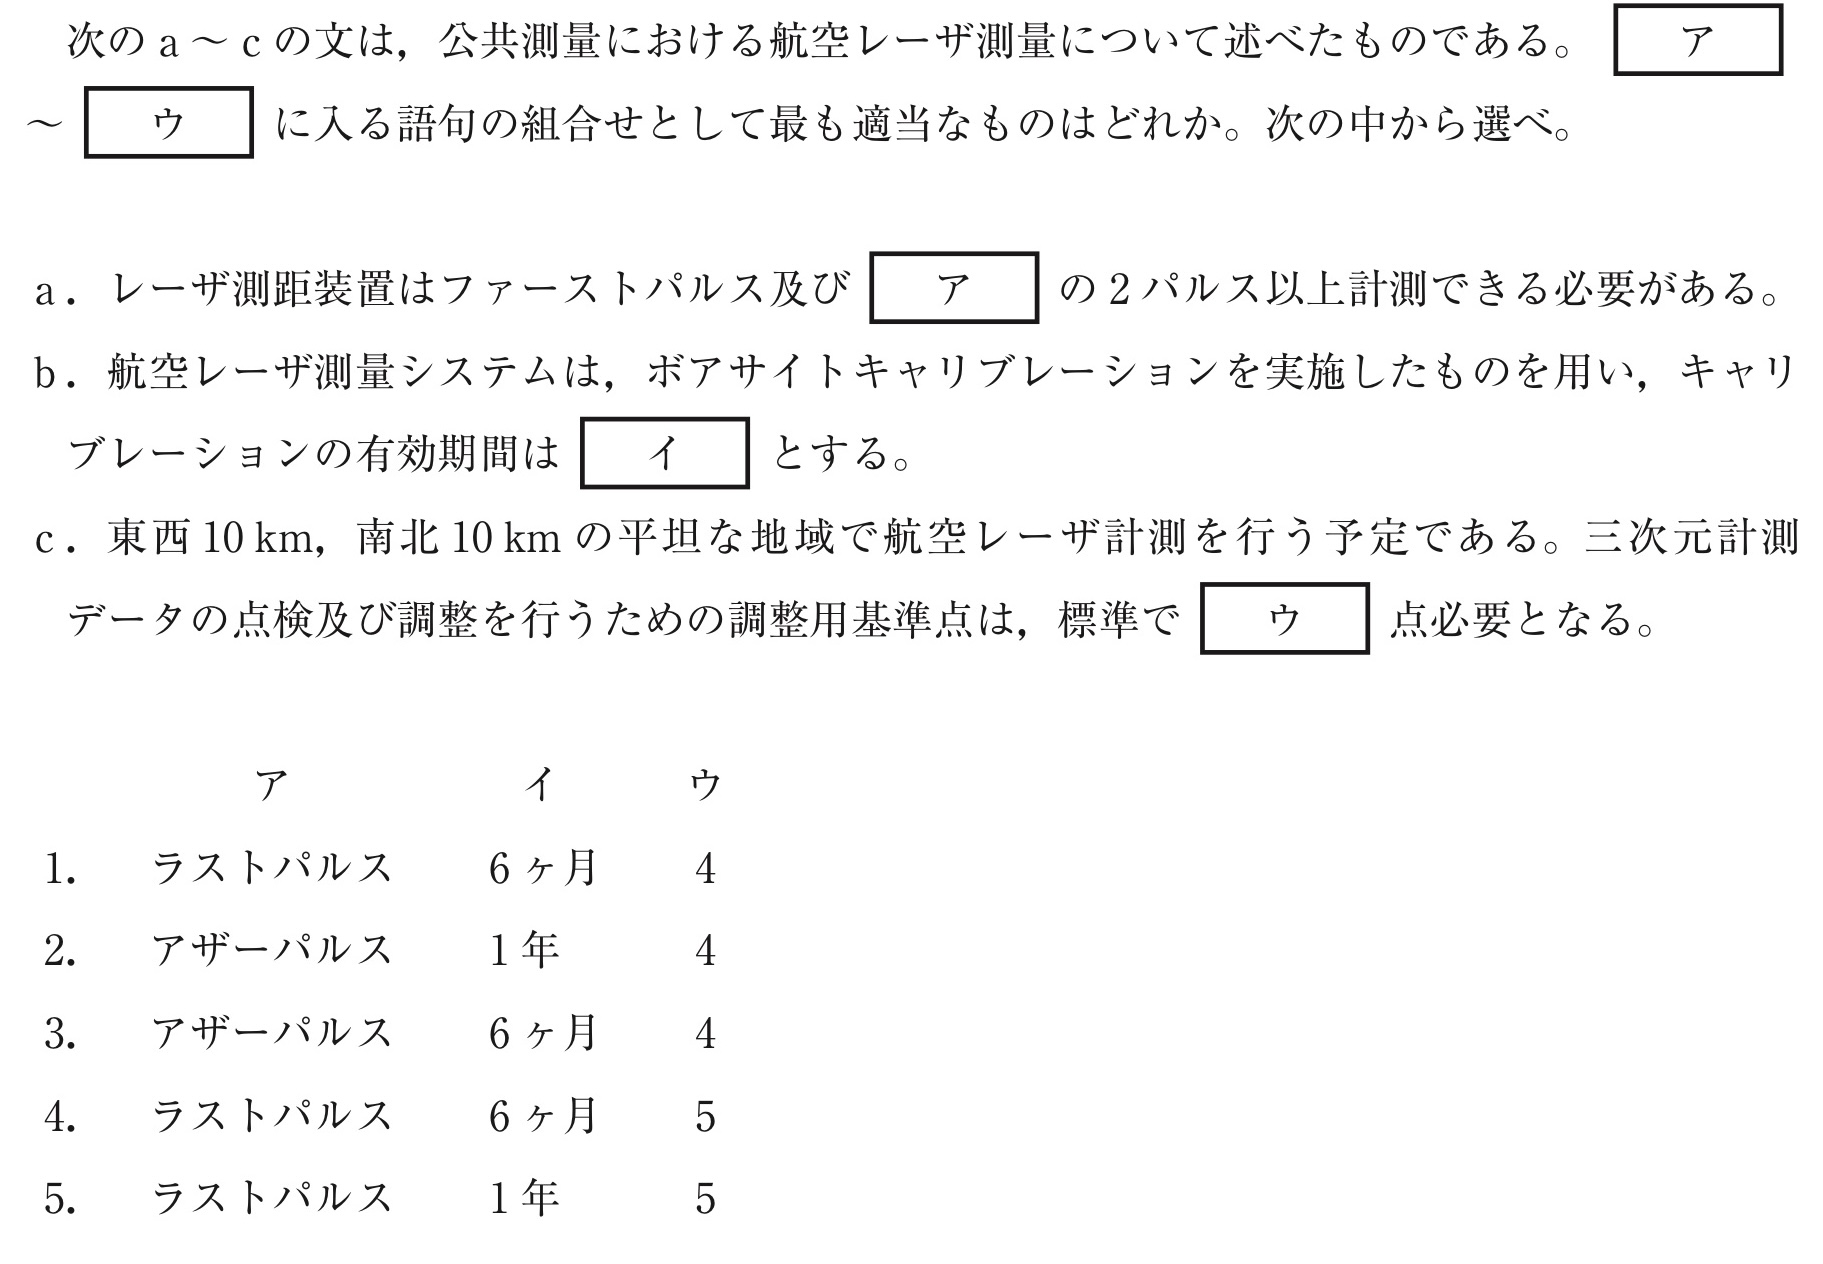 次の a ～ c の文は，公共測量における航空レーザ測量について述べたものである。 ア
～ ウ に入る語句の組合せとして最も適当なものはどれか。次の中から選べ。
a．レーザ測距装置はファーストパルス及び ア の 2 パルス以上計測できる必要がある。
b．航空レーザ測量システムは，ボアサイトキャリブレーションを実施したものを用い，キャリ
ブレーションの有効期間は イ とする。
c．東西 10 km，南北 10 km の平坦な地域で航空レーザ計測を行う予定である。三次元計測
データの点検及び調整を行うための調整用基準点は，標準で ウ 点必要となる。
ア イ ウ
1. ラストパルス 6 ヶ月 4
2. アザーパルス 1 年 4
3. アザーパルス 6 ヶ月 4
4. ラストパルス 6 ヶ月 5
5. ラストパルス 1 年 5